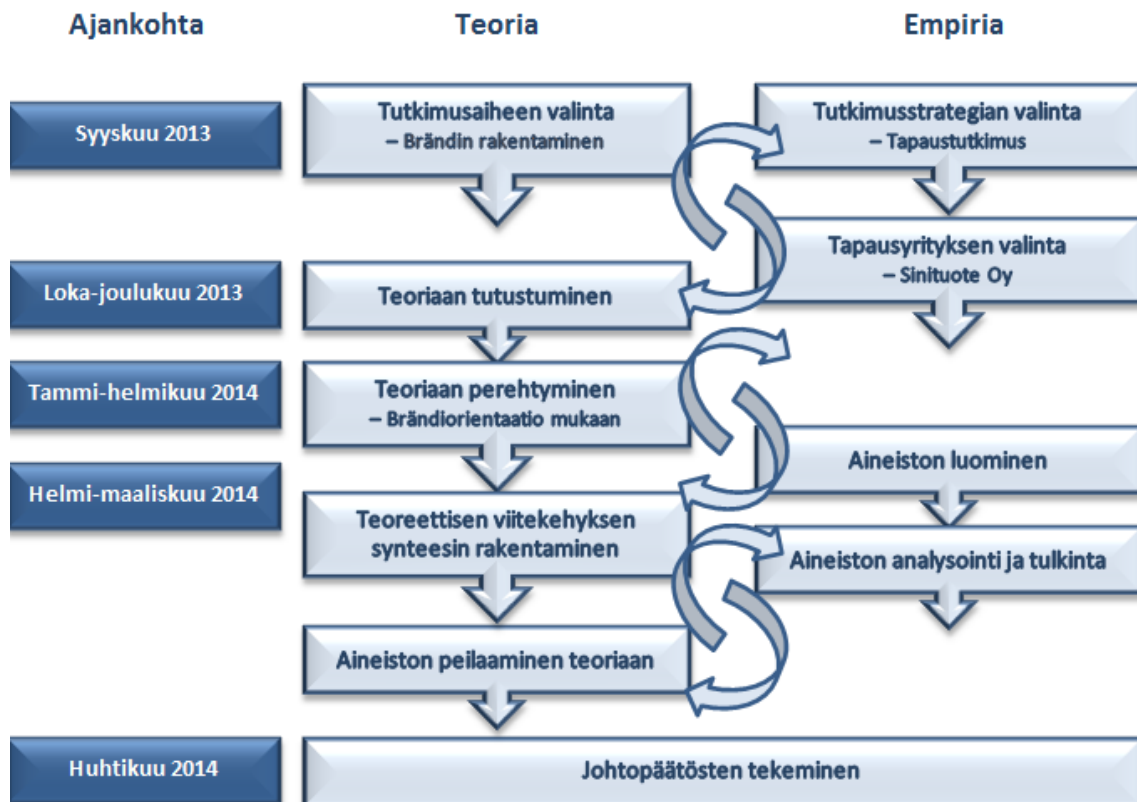 Ajankohta
Teoria
Empiria
Syyskuu 2013
Tutkimusaiheen valinta
– Brändin rakentaminen
Tutkimusstrategian valinta
– Tapaustutkimus
Tapausyrityksen valinta
– Sinituote Oy
Loka-joulukuu 2013
Teoriaan tutustuminen
Tammi-helmikuu 2014
Teoriaan perehtyminen
– Brändiorientaatio mukaan
Aineiston luominen
Helmi-maaliskuu 2014
Teoreettisen viitekehyksen
synteesin rakentaminen
Aineiston analysointi ja tulkinta
Aineiston peilaaminen teoriaan
Huhtikuu 2014
Johtopäätösten tekeminen